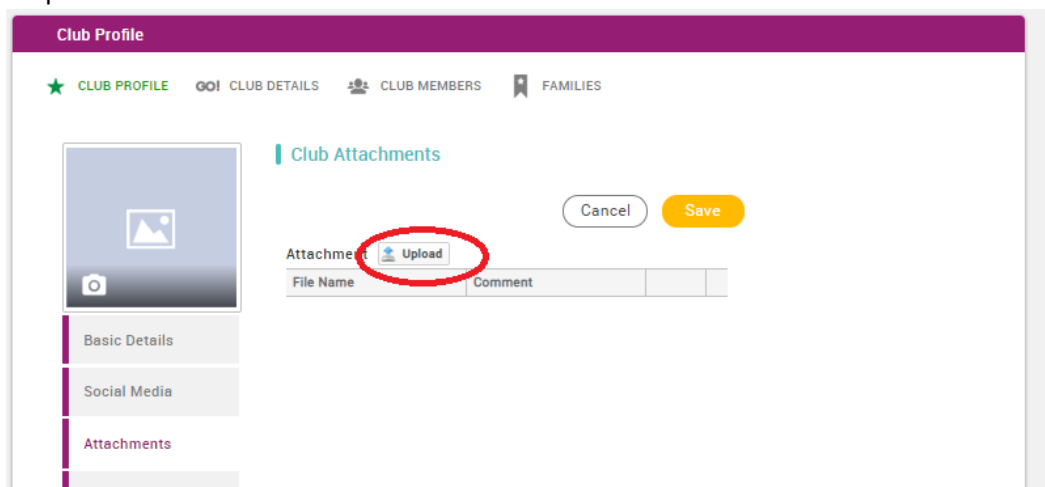 Club Profile
CLUB PROFILE GO! CLUB DETAILS CLUB MEMBERS FAMILIES
Club Attachments
Cancel Save
Attachment Upload
File Name Comment
Basic Details
Social Media
Attachments